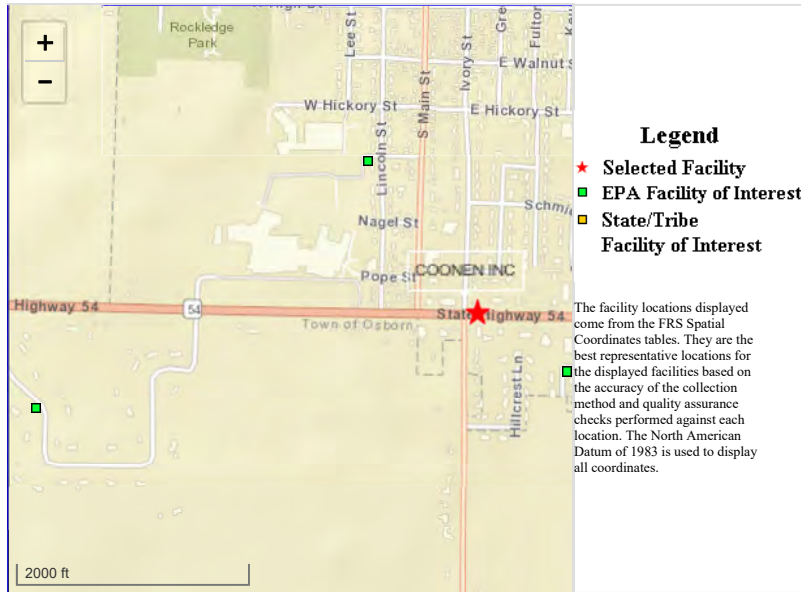 +
−
Rockledge
Park
Lee St
S Main St
Ivory St
Fulton
E Walnut S
W Hickory St
E Hickory St
Lincoln St
Schmi
Nagel St
COONEN INC
Pope St
Highway 54
54
State Highway 54
Town of Osborn
Hillcrest Ln
2000 ft
Legend
Selected Facility
EPA Facility of Interest
State/Tribe
Facility of Interest
The facility locations displayed
come from the FRS Spatial
Coordinates tables. They are the
best representative locations for
the displayed facilities based on
the accuracy of the collection
method and quality assurance
checks performed against each
location. The North American
Datum of 1983 is used to display
all coordinates.